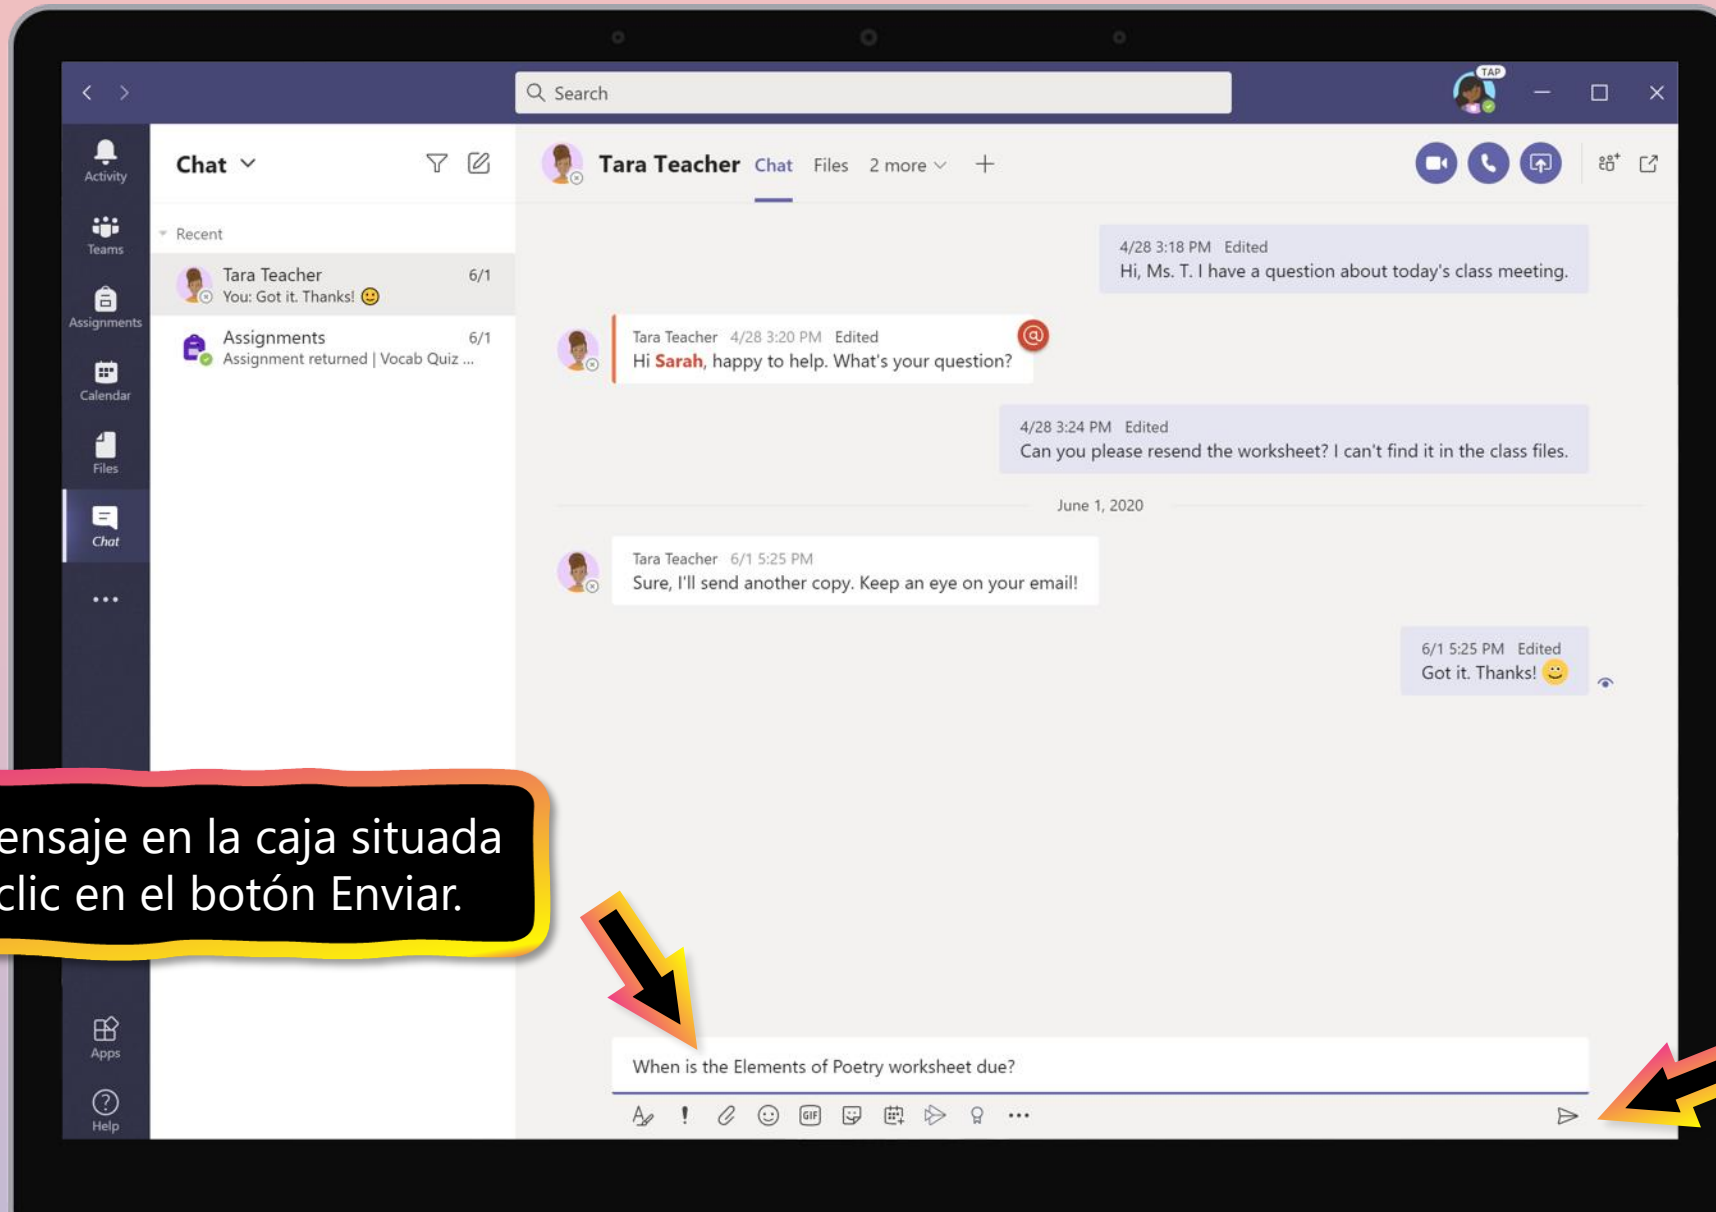 TAP
Search
Activity
Teams
Assignments
Calendar
Files
Chat
Apps
Help
Chat
Recent
Tara Teacher 6/1
You: Got it. Thanks! 🙂
Assignments 6/1
Assignment returned | Vocab Quiz ...
Tara Teacher Chat Files 2 more
4/28 3:18 PM Edited
Hi, Ms. T. I have a question about today's class meeting.
Tara Teacher 4/28 3:20 PM Edited
@
Hi Sarah, happy to help. What's your question?
4/28 3:24 PM Edited
Can you please resend the worksheet? I can't find it in the class files.
June 1, 2020
Tara Teacher 6/1 5:25 PM
Sure, I'll send another copy. Keep an eye on your email!
6/1 5:25 PM Edited
Got it. Thanks! 🙂
ensaje en la caja situada
clic en el botón Enviar.
When is the Elements of Poetry worksheet due?
GIF